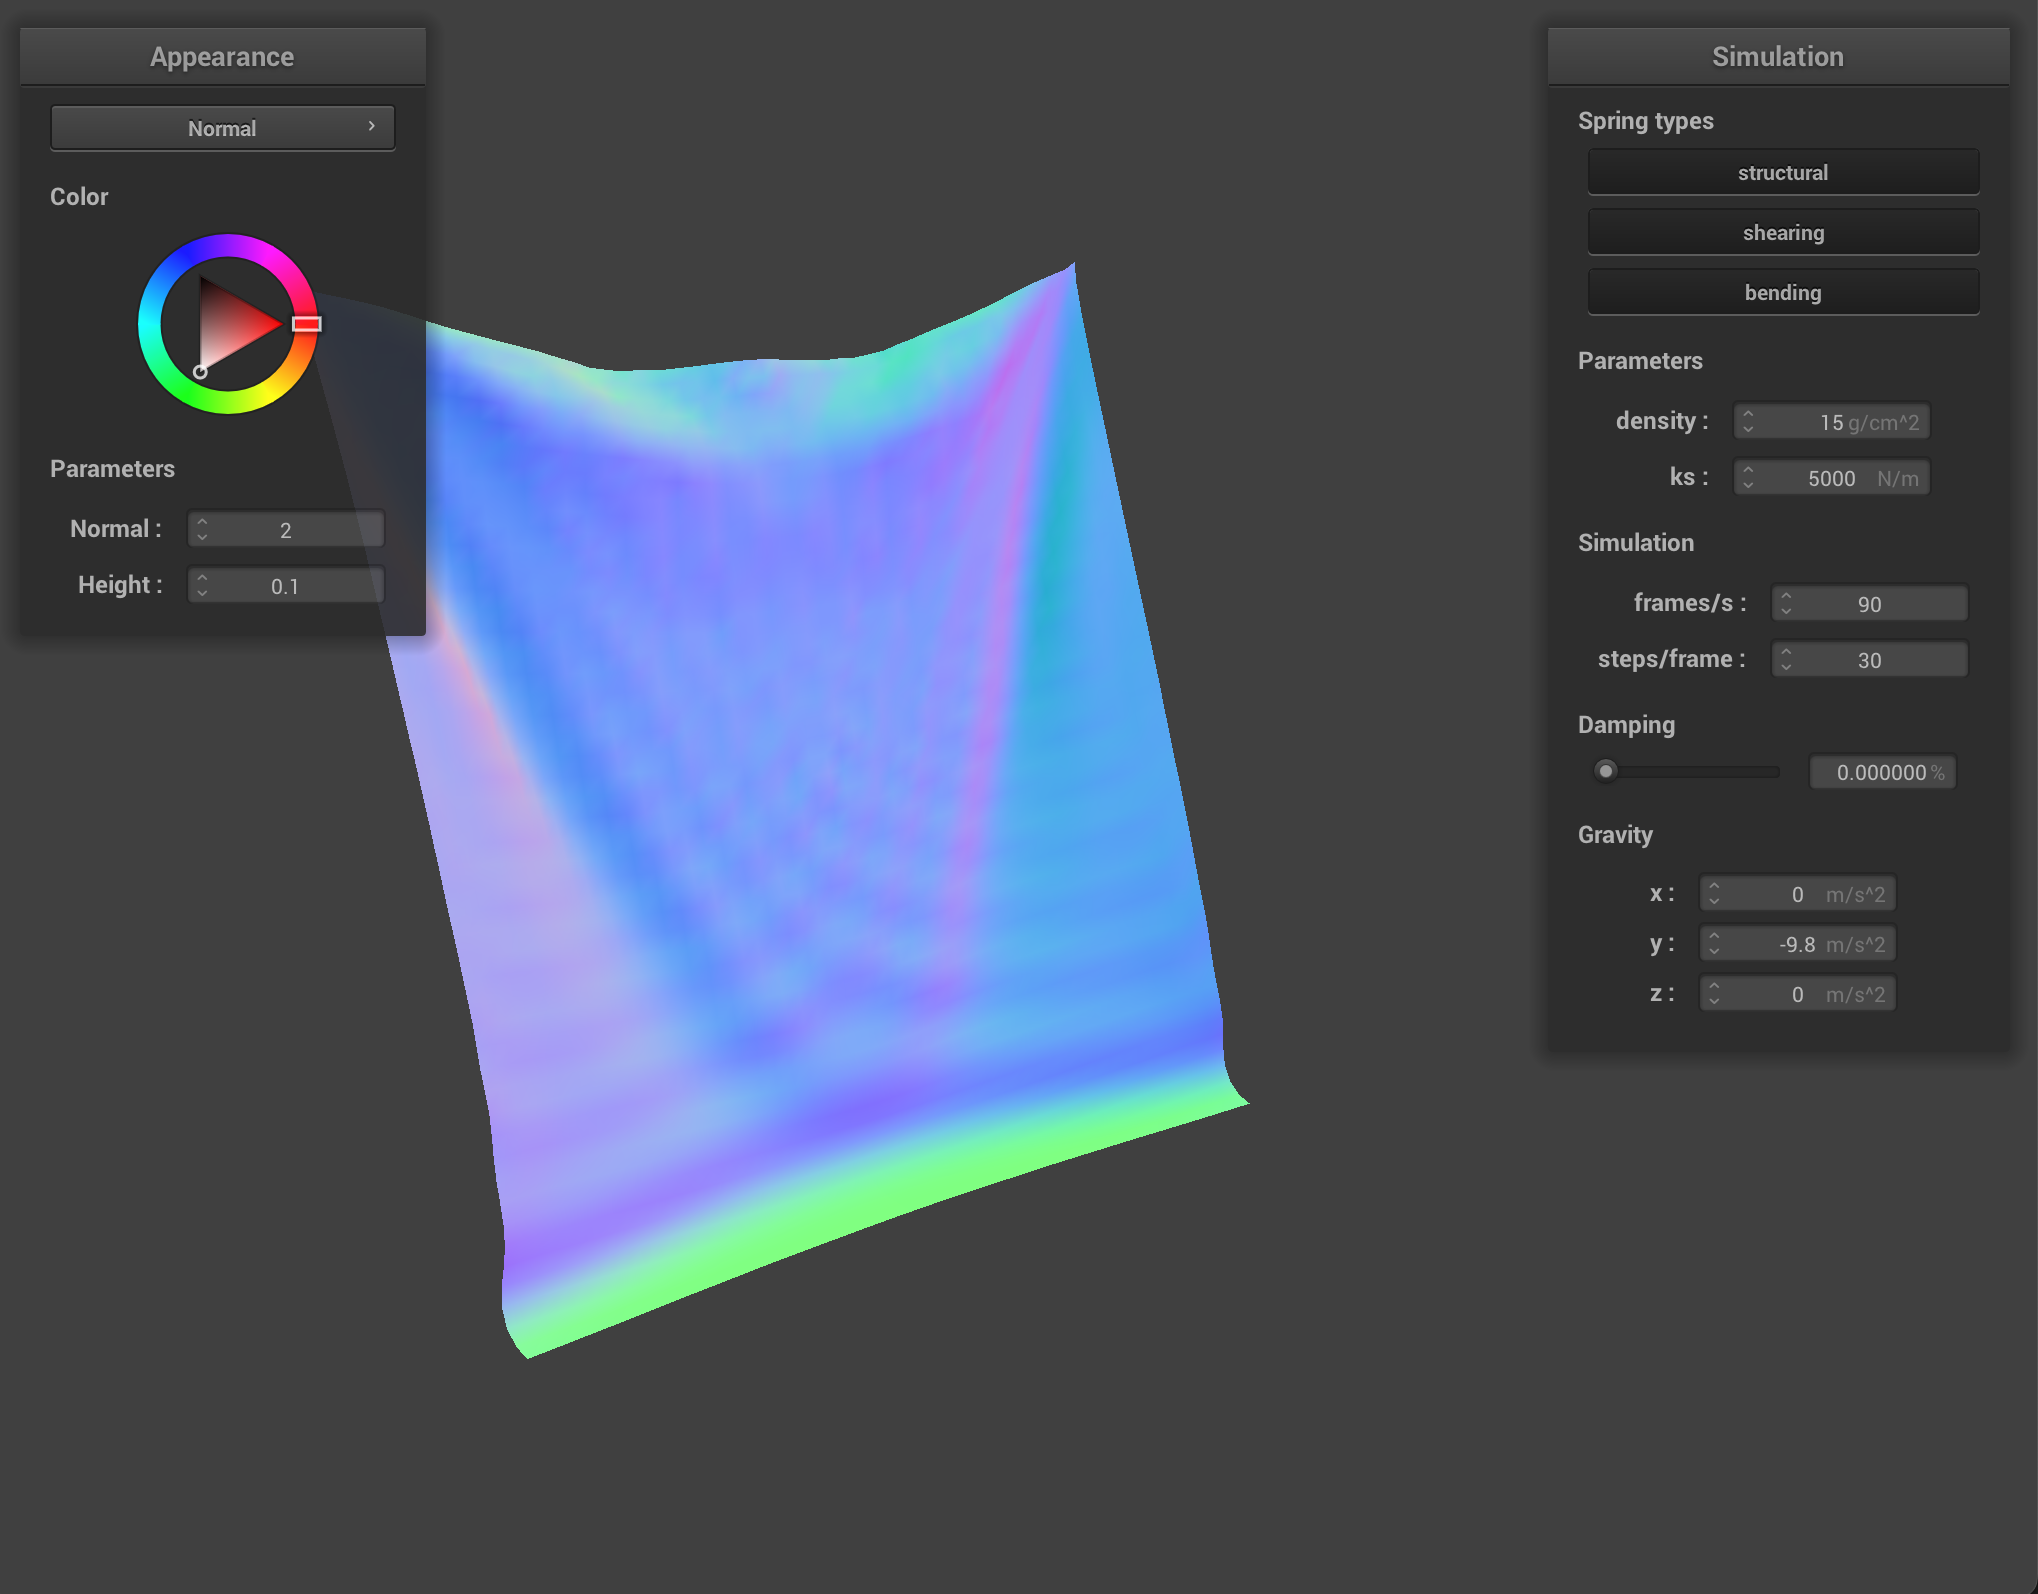 Appearance
Normal
Color
Parameters
Normal : 2
Height : 0.1
Simulation
Spring types
structural
shearing
bending
Parameters
density : 15 g/cm^2
ks : 5000 N/m
Simulation
frames/s : 90
steps/frame : 30
Damping
0.000000 %
Gravity
x : 0 m/s^2
y : -9.8 m/s^2
z : 0 m/s^2